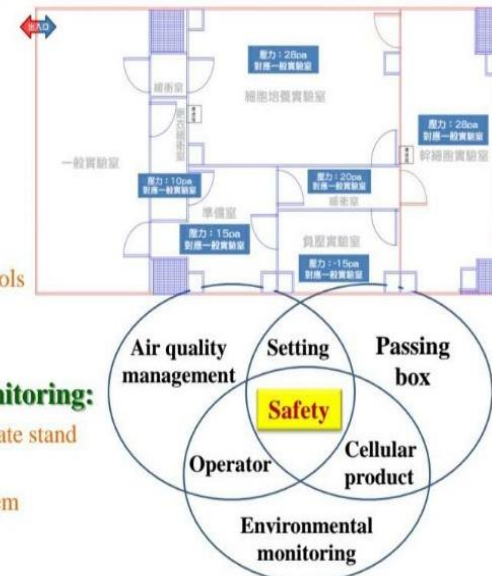 出入口
壓力：28pa
對應一般實驗室
細胞培養實驗室
緩衝室
壓力：28pa
對應一般實驗室
幹細胞實驗室
一般實驗室
壓力：10pa
對應一般實驗室
壓力：20pa
對應一般實驗室
緩衝室
準備室
壓力：15pa
對應一般實驗室
負壓實驗室
壓力：-15pa
對應一般實驗室
ols
Air quality
management
Setting
Passing
box
nitoring:
ate stand
Safety
Operator
Cellular
product
em
Environmental
monitoring